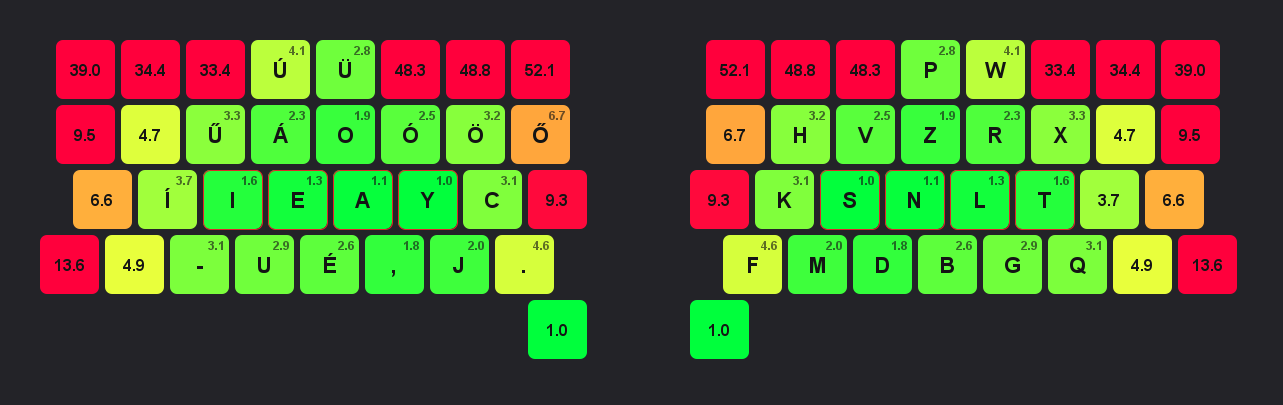 39.0 34.4 33.4 Ú 4.1 Ü 2.8 48.3 48.8 52.1 52.1 48.8 48.3 P 2.8 W 4.1 33.4 34.4 39.0
9.5 4.7 Ű 3.3 Á 2.3 O 1.9 Ó 2.5 Ö 3.2 Ő 6.7 6.7 H 3.2 V 2.5 Z 1.9 R 2.3 X 3.3 4.7 9.5
6.6 Í 3.7 I 1.6 E 1.3 A 1.1 Y 1.0 C 3.1 9.3 9.3 K 3.1 S 1.0 N 1.1 L 1.3 T 1.6 3.7 6.6
13.6 4.9 - 3.1 U 2.9 É 2.6 , 1.8 J 2.0 . 4.6 F 4.6 M 2.0 D 1.8 B 2.6 G 2.9 Q 3.1 4.9 13.6
1.0 1.0